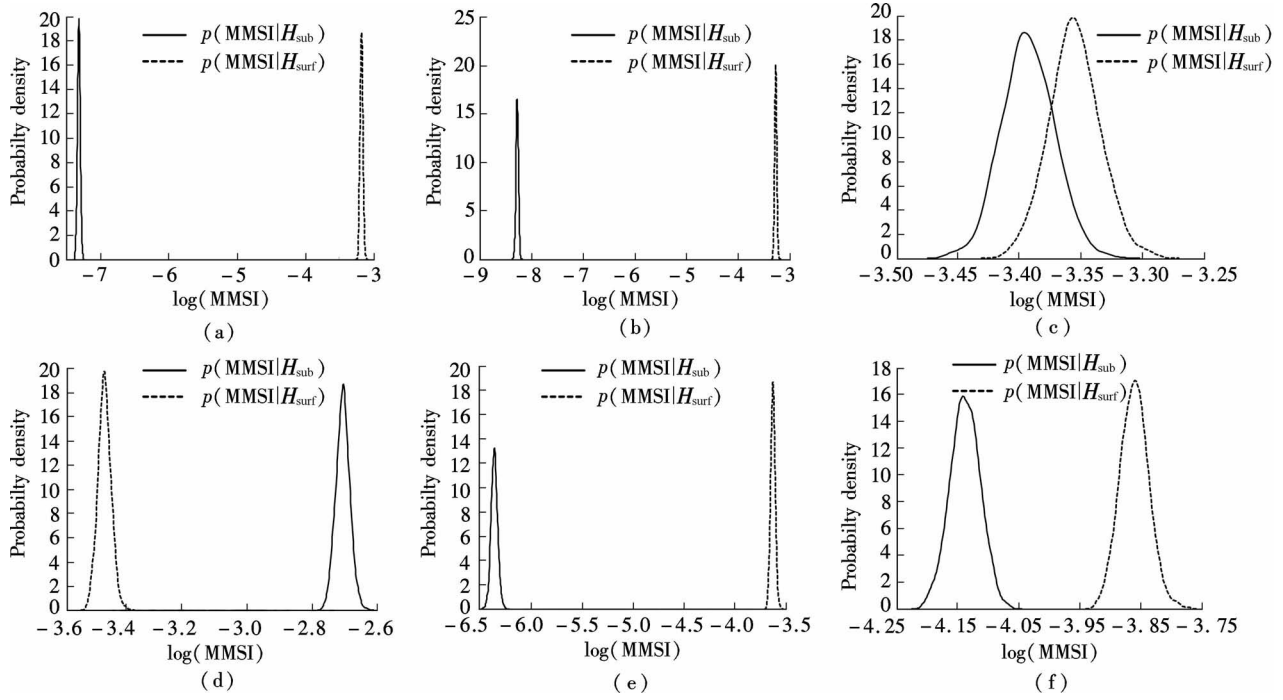 20
18
16
14
12
10
8
6
4
2
0
Probabilty density
p(MMSI|Hsub)
p(MMSI|Hsurf)
-7 -6 -5 -4 -3
log(MMSI)
(a)
25
20
15
10
5
0
Probabilty density
p(MMSI|Hsub)
p(MMSI|Hsurf)
-9 -8 -7 -6 -5 -4 -3
log(MMSI)
(b)
20
18
16
14
12
10
8
6
4
2
0
Probabilty density
p(MMSI|Hsub)
p(MMSI|Hsurf)
-3.50 -3.45 -3.40 -3.35 -3.30 -3.25
log(MMSI)
(c)
20
18
16
14
12
10
8
6
4
2
0
Probabilty density
p(MMSI|Hsub)
p(MMSI|Hsurf)
-3.6 -3.4 -3.2 -3.0 -2.8 -2.6
log(MMSI)
(d)
20
18
16
14
12
10
8
6
4
2
0
Probabilty density
p(MMSI|Hsub)
p(MMSI|Hsurf)
-6.5 -6.0 -5.5 -5.0 -4.5 -4.0 -3.5
log(MMSI)
(e)
18
16
14
12
10
8
6
4
2
0
Probabilty density
p(MMSI|Hsub)
p(MMSI|Hsurf)
-4.25 -4.15 -4.05 -3.95 -3.85 -3.75
log(MMSI)
(f)